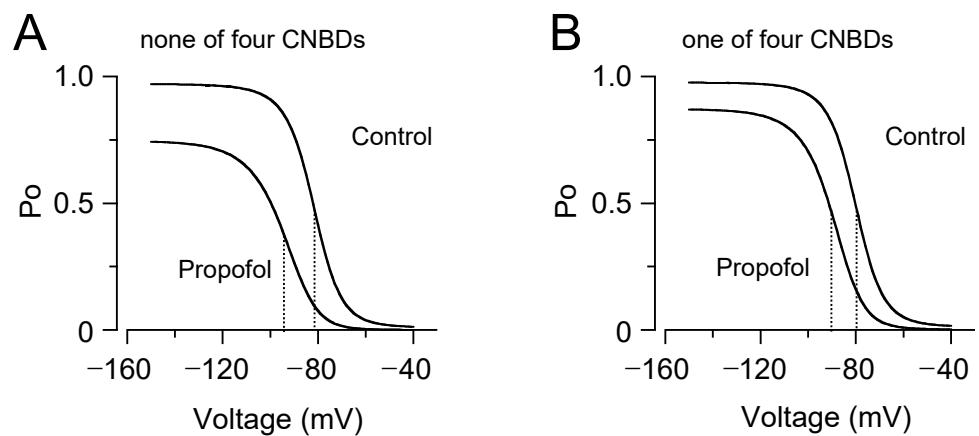 A
none of four CNBDs
1.0
0.5
0
Po
Control
Propofol
−160
−120
−80
−40
Voltage (mV)
B
one of four CNBDs
1.0
0.5
0
Po
Control
Propofol
−160
−120
−80
−40
Voltage (mV)